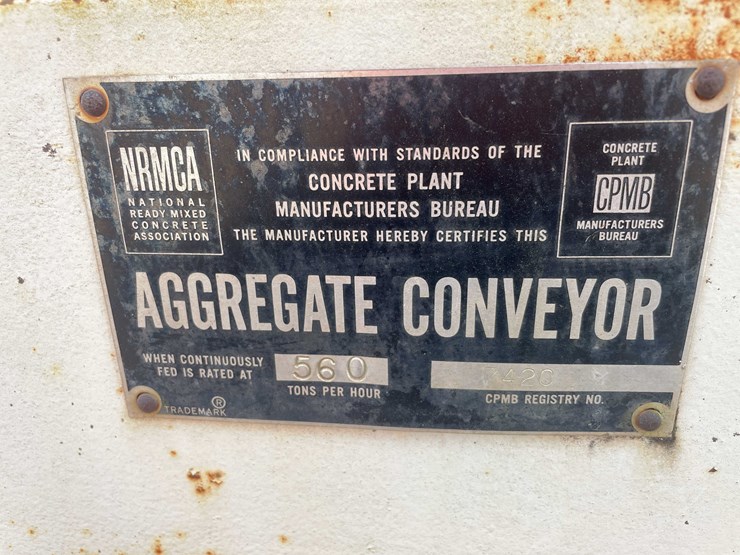 NRMCA
NATIONAL
READY MIXED
CONCRETE
ASSOCIATION
IN COMPLIANCE WITH STANDARDS OF THE
CONCRETE PLANT
MANUFACTURERS BUREAU
THE MANUFACTURER HEREBY CERTIFIES THIS
CONCRETE
PLANT
CPMB
MANUFACTURERS
BUREAU
AGGREGATE CONVEYOR
WHEN CONTINUOUSLY
FED IS RATED AT
560
TONS PER HOUR
CPMB REGISTRY NO.
®
TRADEMARK